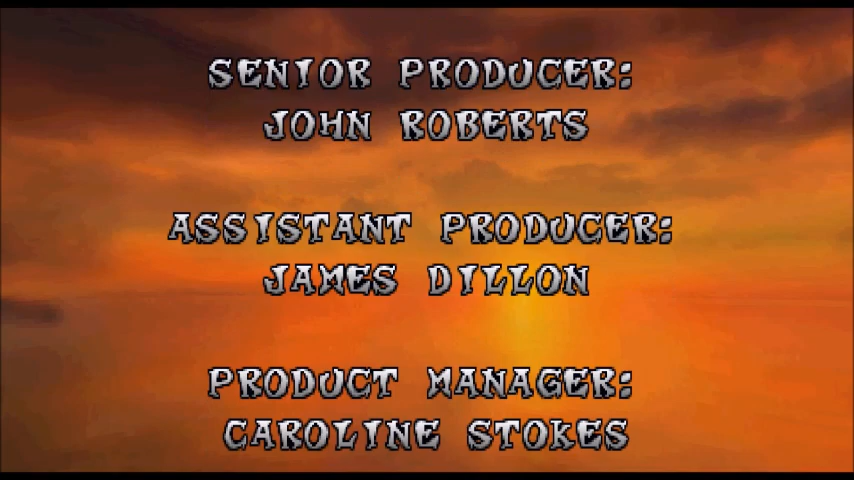 SENIOR PRODUCER:
JOHN ROBERTS
ASSISTANT PRODUCER:
JAMES DILLON
PRODUCT MANAGER:
CAROLINE STOKES